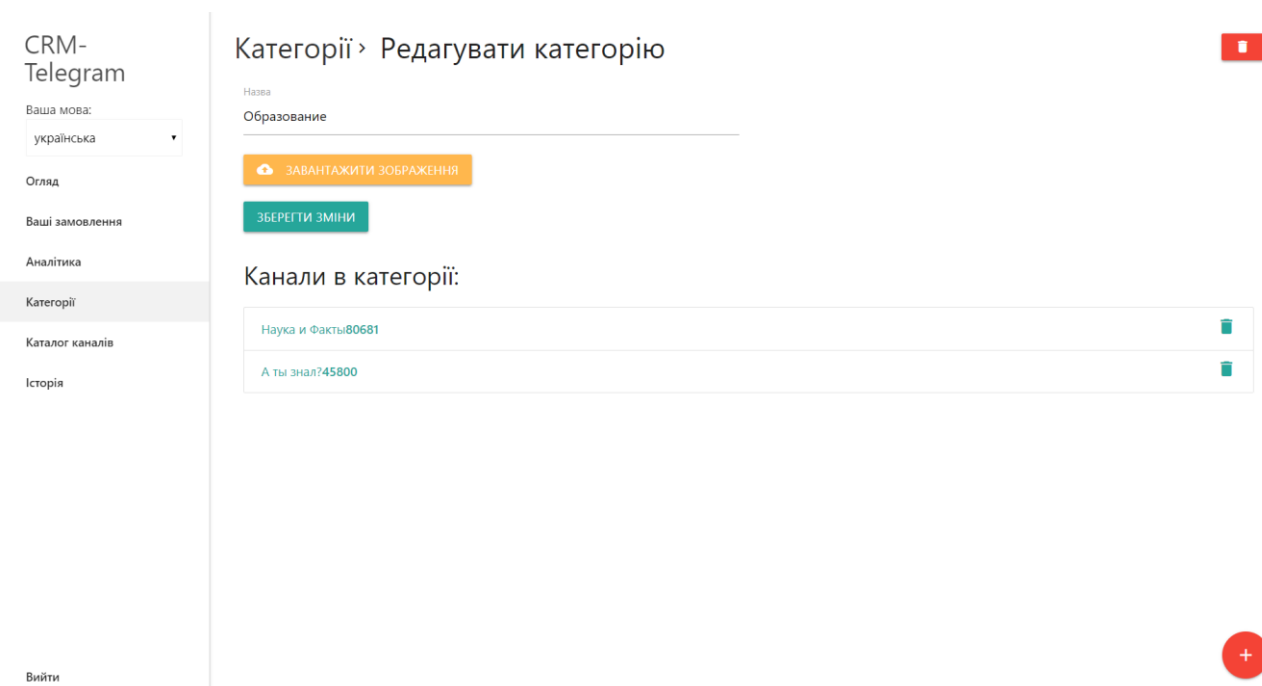 CRM-
Telegram
Ваша мова:
українська
Огляд
Ваші замовлення
Аналітика
Категорії
Каталог каналів
Історія
Вийти
Категорії › Редагувати категорію
Назва
Образование
ЗАВАНТАЖИТИ ЗОБРАЖЕННЯ
ЗБЕРЕГТИ ЗМІНИ
Канали в категорії:
Наука и Факты80681
А ты знал?45800